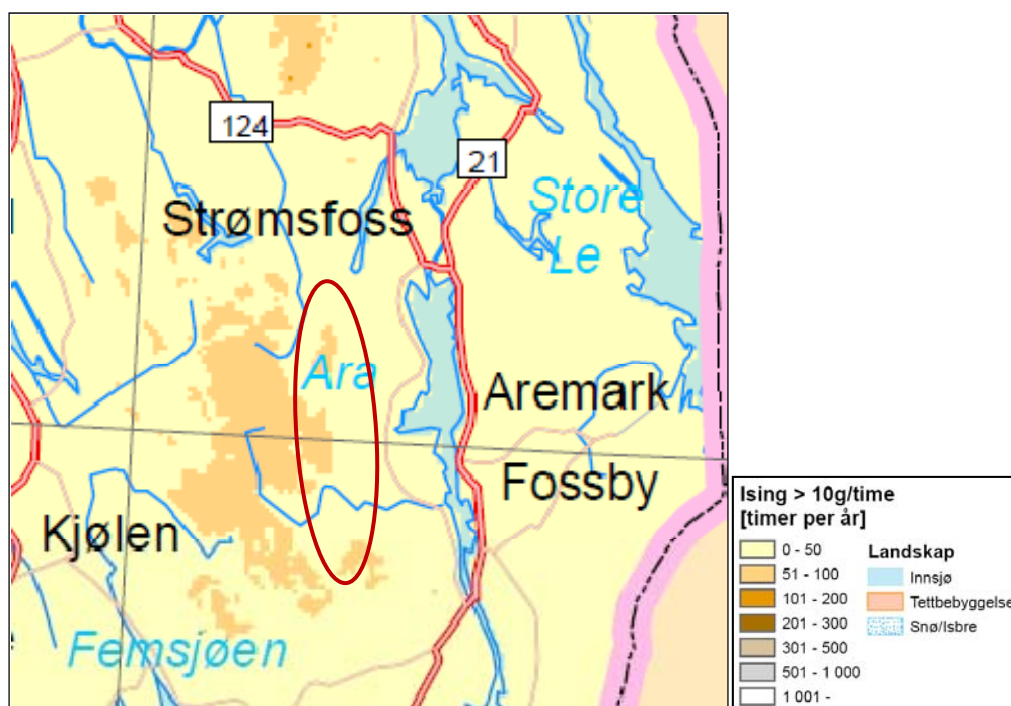 124
21
Strømsfoss
Store
Le
Ara
Aremark
Fossby
Kjølen
Femsjøen
Ising > 10g/time
[timer per år]
0 - 50
51 - 100
101 - 200
201 - 300
301 - 500
501 - 1 000
1 001 -
Landskap
Innsjø
Tettbebyggelse
Snø/Isbre